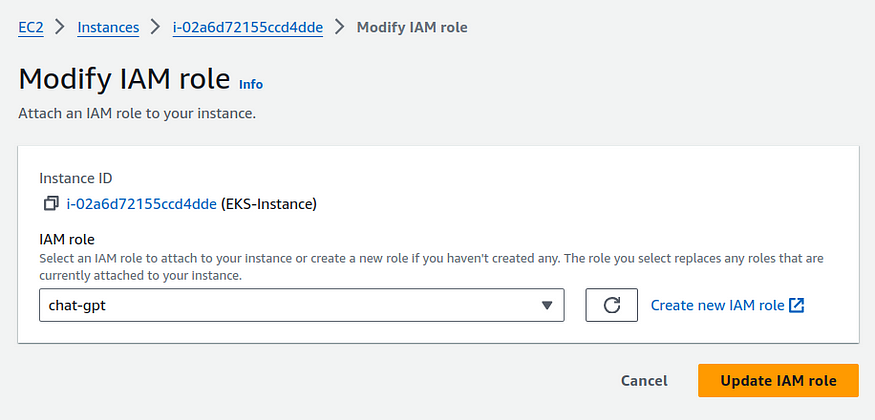 EC2 > Instances > i-02a6d72155ccd4dde > Modify IAM role
Modify IAM role Info
Attach an IAM role to your instance.
Instance ID
i-02a6d72155ccd4dde (EKS-Instance)
IAM role
Select an IAM role to attach to your instance or create a new role if you haven't created any. The role you select replaces any roles that are
currently attached to your instance.
chat-gpt
Create new IAM role
Cancel
Update IAM role